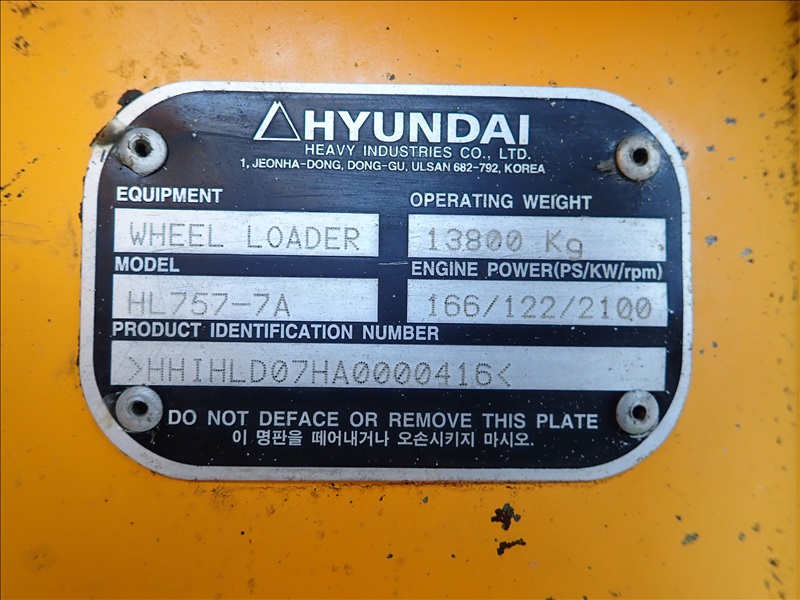 HYUNDAI
HEAVY INDUSTRIES CO., LTD.
1, JEONHA-DONG, DONG-GU, ULSAN 682-792, KOREA
EQUIPMENT
WHEEL LOADER
OPERATING WEIGHT
13800 Kg
MODEL
HL757-7A
ENGINE POWER(PS/KW/rpm)
166/122/2100
PRODUCT IDENTIFICATION NUMBER
>HHIHLD07HA0000416<
DO NOT DEFACE OR REMOVE THIS PLATE
이 명판을 떼어내거나 오손시키지 마시오.